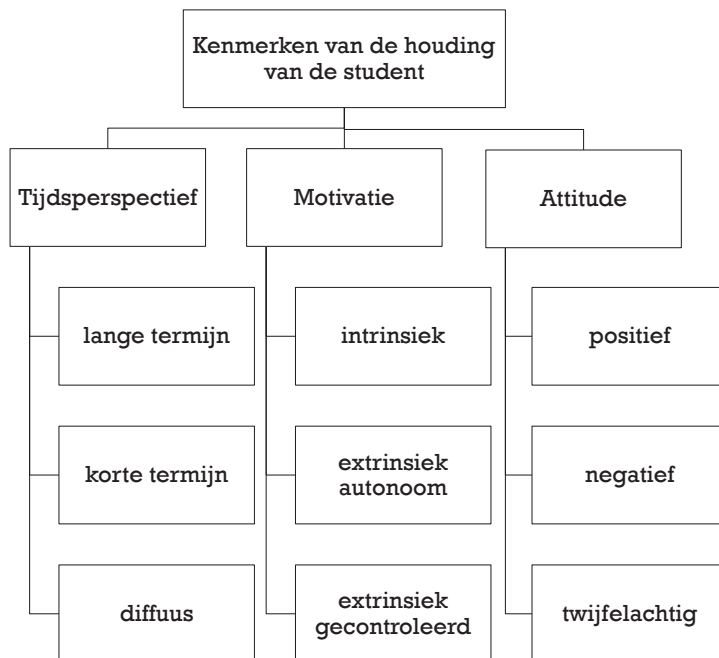 Kenmerken van de houding
van de student
Tijdsperspectief
Motivatie
Attitude
lange termijn
intrinsiek
positief
korte termijn
extrinsiek
autonoom
negatief
diffuus
extrinsiek
gecontroleerd
twijfelachtig